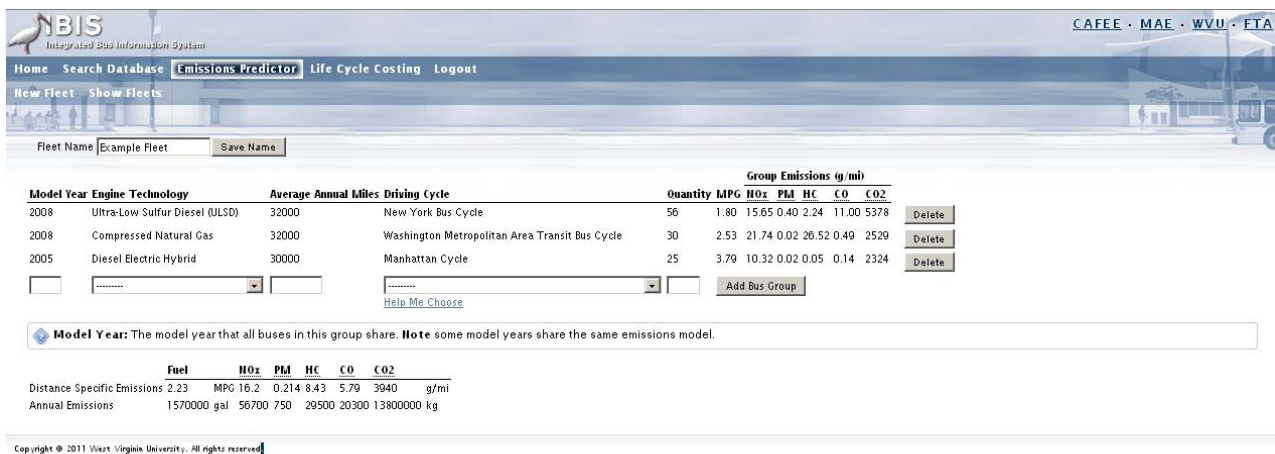 IBIS
Integrated Bus Information System
CAFEE · MAE · WVU · FTA
Home Search Database Emissions Predictor Life Cycle Costing Logout
New Fleet Show Fleets
Fleet Name Example Fleet Save Name
Group Emissions (g/mi)
Model Year Engine Technology Average Annual Miles Driving Cycle Quantity MPG NOx PM HC CO CO2
2008 Ultra-Low Sulfur Diesel (ULSD) 32000 New York Bus Cycle 56 1.80 15.65 0.40 2.24 11.00 5378 Delete
2008 Compressed Natural Gas 32000 Washington Metropolitan Area Transit Bus Cycle 30 2.53 21.74 0.02 26.52 0.49 2529 Delete
2005 Diesel Electric Hybrid 30000 Manhattan Cycle 25 3.79 10.32 0.02 0.05 0.14 2324 Delete
--------- --------- Add Bus Group
Help Me Choose
Model Year: The model year that all buses in this group share. Note some model years share the same emissions model.
Fuel NOx PM HC CO CO2
Distance Specific Emissions 2.23 MPG 16.2 0.214 8.43 5.79 3940 g/mi
Annual Emissions 1570000 gal 56700 750 29500 20300 13800000 kg
Copyright © 2011 West Virginia University. All rights reserved